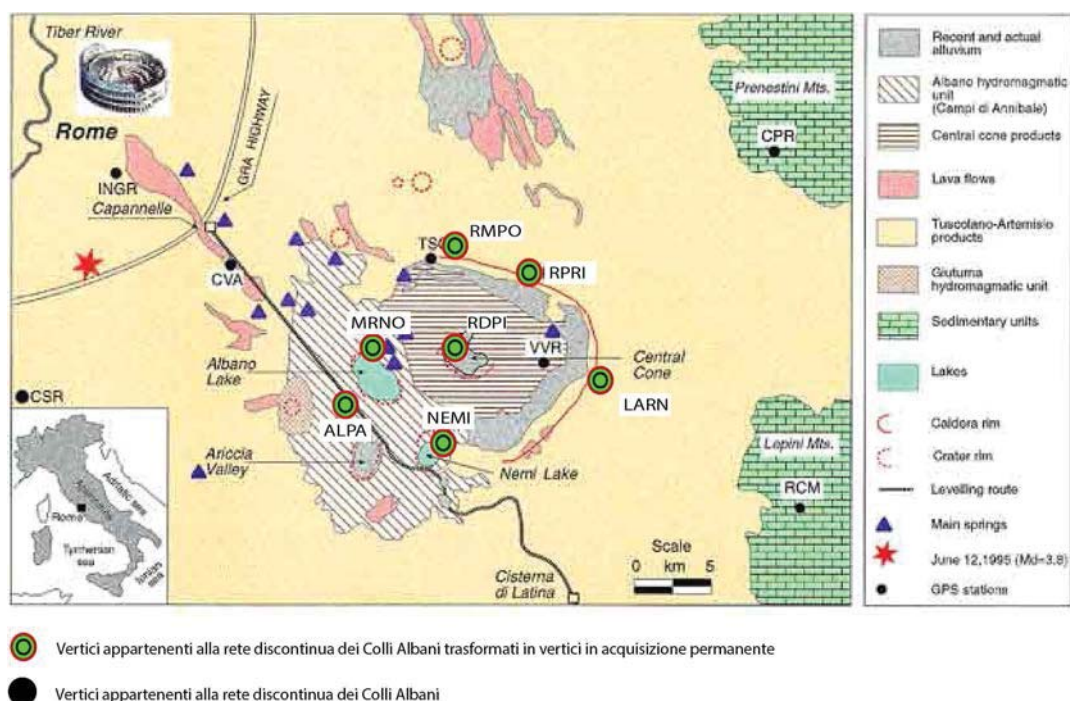 Tiber River
Rome
INGR
Capannelle
GRA HIGHWAY
CVA
CSR
TSC
RMPO
RPRI
MRNO
RDPI
VVR
Central
Cone
LARN
Albano
Lake
ALPA
NEMI
Ariccia
Valley
Nemi Lake
Cisterna
di Latina
Scale
0 km 5
Prenestini Mts.
CPR
Lepini Mts.
RCM
Rome
Adriatic sea
Apennines
Tyrrhenian
sea
Ionian
sea
Recent and actual
alluvium
Albano hydromagmatic
unit
(Campi di Annibale)
Central cone products
Lava flows
Tuscolano-Artemisio
products
Giuturna
hydromagmatic unit
Sedimentary units
Lakes
Caldera rim
Crater rim
Levelling route
Main springs
June 12,1995 (Md=3.8)
GPS stations
Vertici appartenenti alla rete discontinua dei Colli Albani trasformati in vertici in acquisizione permanente
Vertici appartenenti alla rete discontinua dei Colli Albani